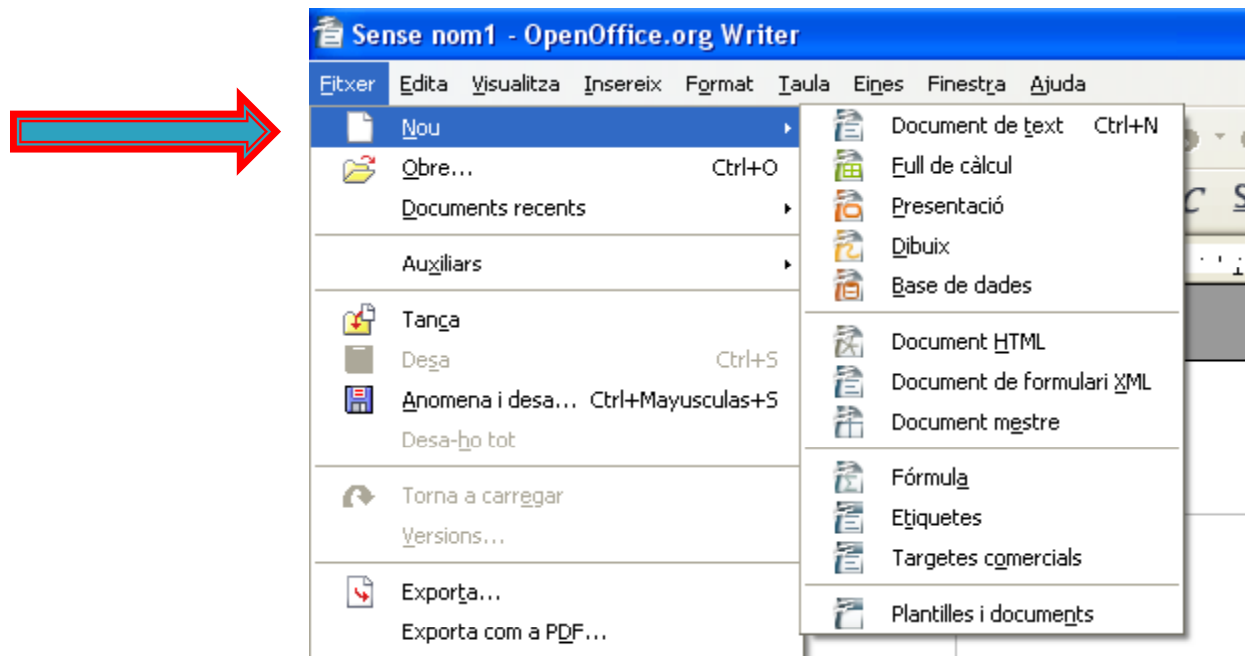 Sense nom1 - OpenOffice.org Writer
Fitxer Edita Visualitza Insereix Format Taula Eines Finestra Ajuda
Nou
Obre... Ctrl+O
Documents recents
Auxiliars
Tanca
Desa Ctrl+S
Anomena i desa... Ctrl+Mayusculas+S
Desa-ho tot
Torna a carregar
Versions...
Exporta...
Exporta com a PDF...
Document de text Ctrl+N
Full de càlcul
Presentació
Dibuix
Base de dades
Document HTML
Document de formulari XML
Document mestre
Fórmula
Etiquetes
Targetes comercials
Plantilles i documents
C S